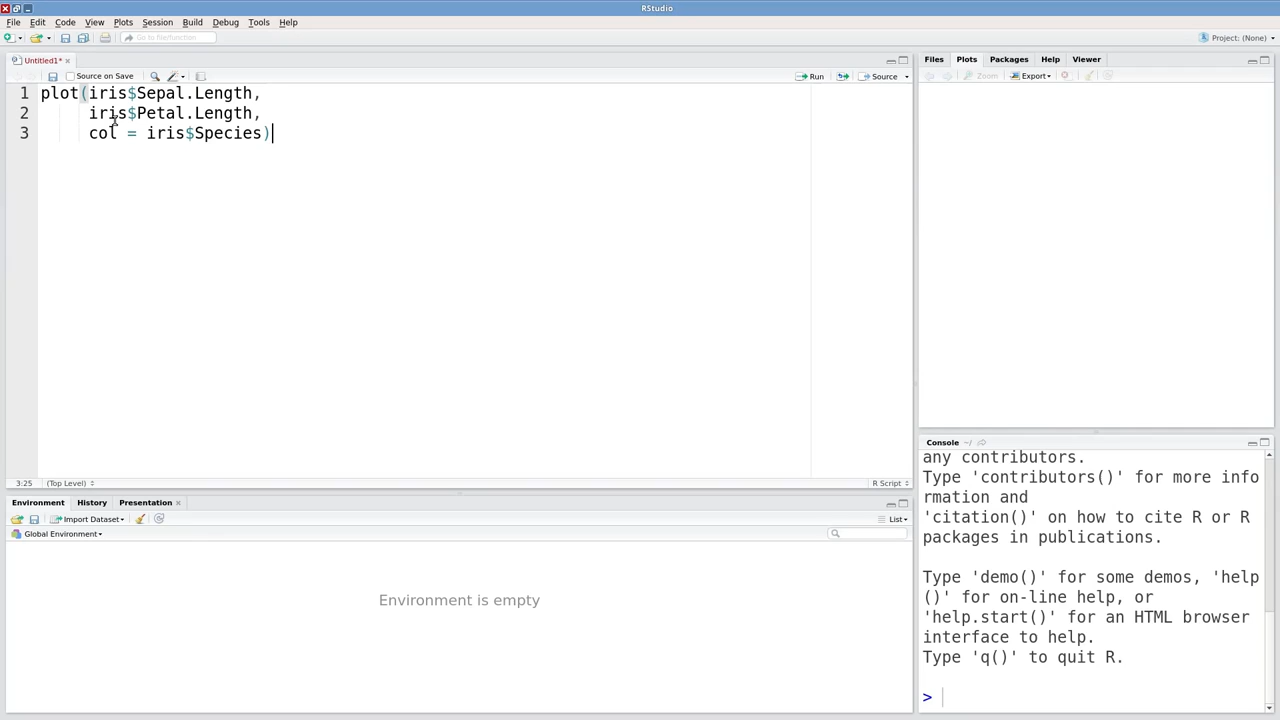 RStudio
File Edit Code View Plots Session Build Debug Tools Help
Go to file/function
Project: (None)
Untitled1*
Source on Save
Run
Source
1 plot(iris$Sepal.Length,
2 iris$Petal.Length,
3 col = iris$Species)
3:25 (Top Level) R Script
Environment History Presentation
Import Dataset List
Global Environment
Environment is empty
Files Plots Packages Help Viewer
Zoom Export
Console ~/
any contributors.
Type 'contributors()' for more info
rmation and
'citation()' on how to cite R or R
packages in publications.
Type 'demo()' for some demos, 'help
()' for on-line help, or
'help.start()' for an HTML browser
interface to help.
Type 'q()' to quit R.
>